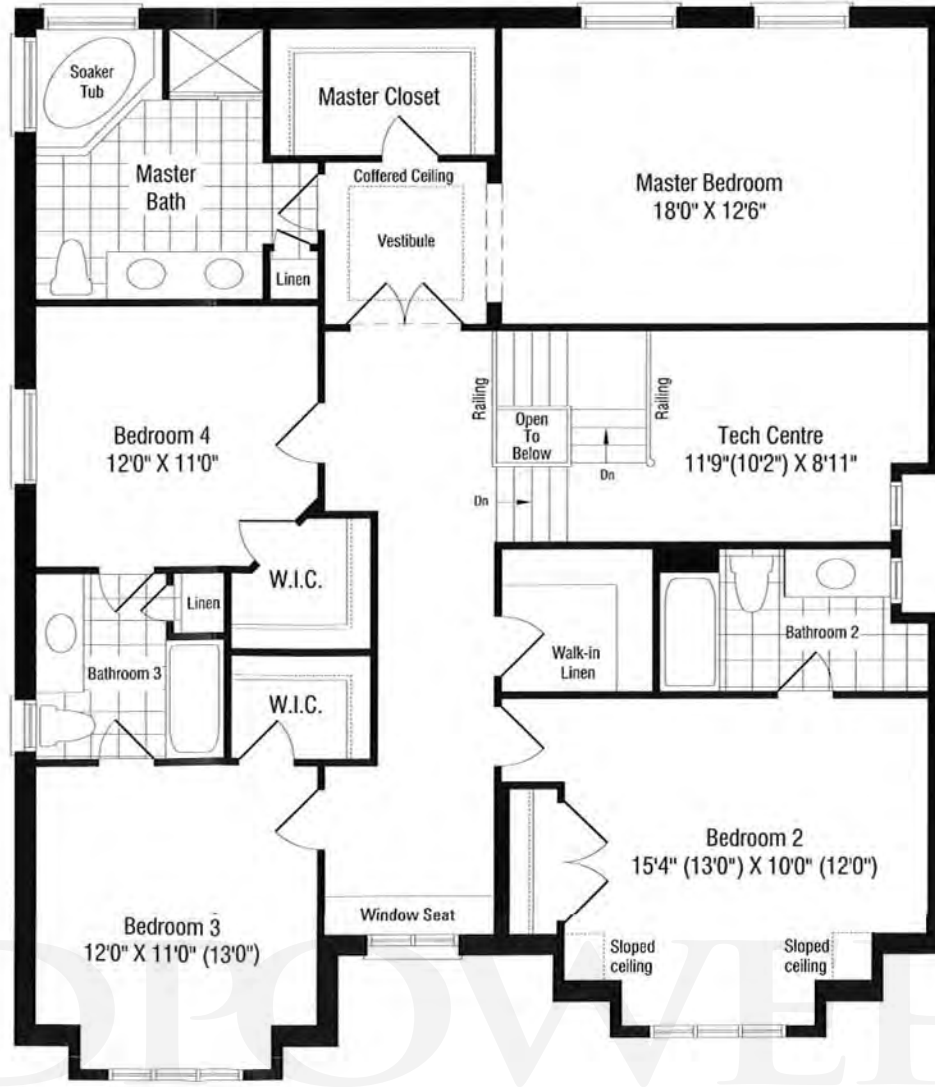 Soaker
Tub
Master Closet
Master
Bath
Coffered Ceiling
Vestibule
Linen
Master Bedroom
18'0" X 12'6"
Railing
Open
To
Below
Dn
Dn
Railing
Tech Centre
11'9"(10'2") X 8'11"
Bedroom 4
12'0" X 11'0"
W.I.C.
Linen
Bathroom 3
W.I.C.
Walk-in
Linen
Bathroom 2
Bedroom 2
15'4" (13'0") X 10'0" (12'0")
Bedroom 3
12'0" X 11'0" (13'0")
Window Seat
Sloped
ceiling
Sloped
ceiling